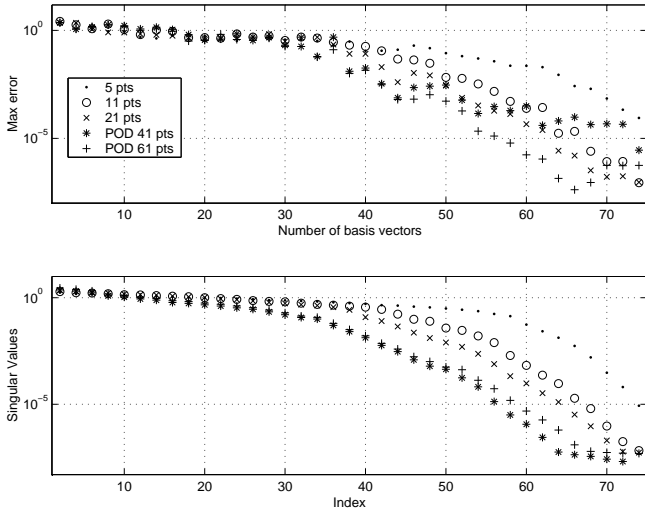 10^0
10^-5
Max error
5 pts
11 pts
21 pts
POD 41 pts
POD 61 pts
10 20 30 40 50 60 70
Number of basis vectors
10^0
10^-5
Singular Values
10 20 30 40 50 60 70
Index